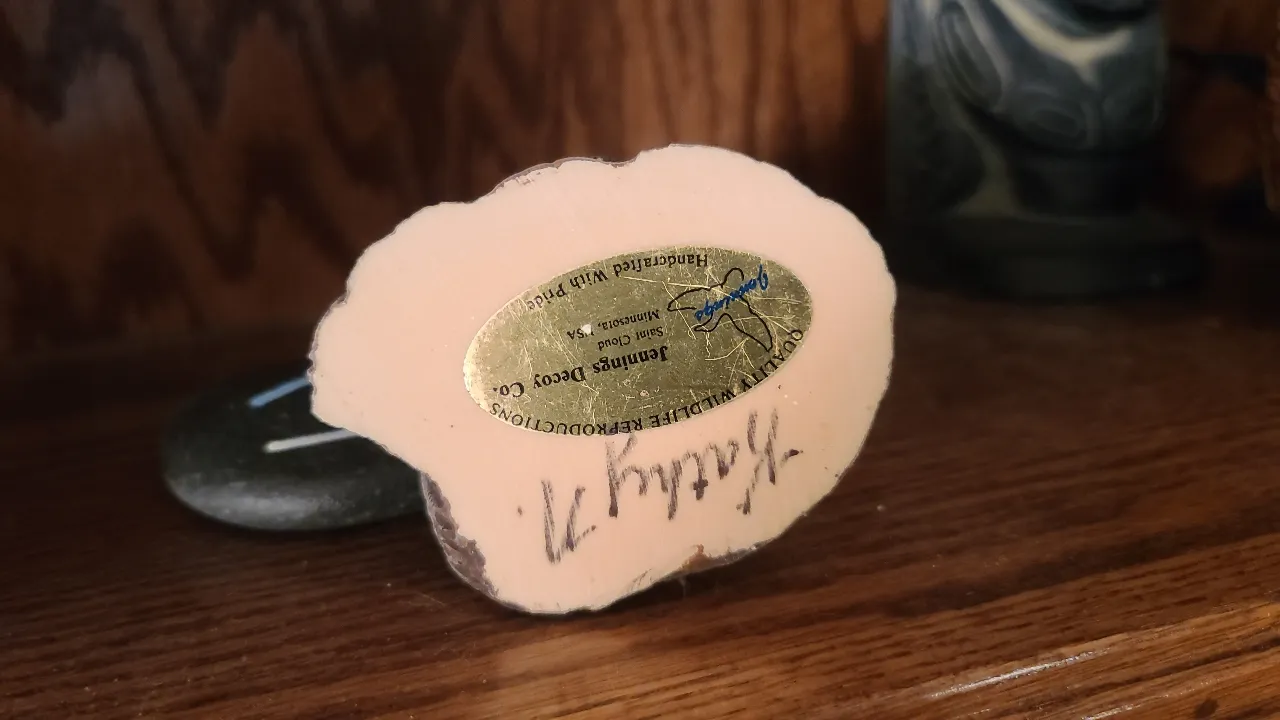 QUALITY WILDLIFE REPRODUCTIONS
Jennings
Jennings Decoy Co.
Saint Cloud
Minnesota, USA
Handcrafted With Pride
Kathy N.